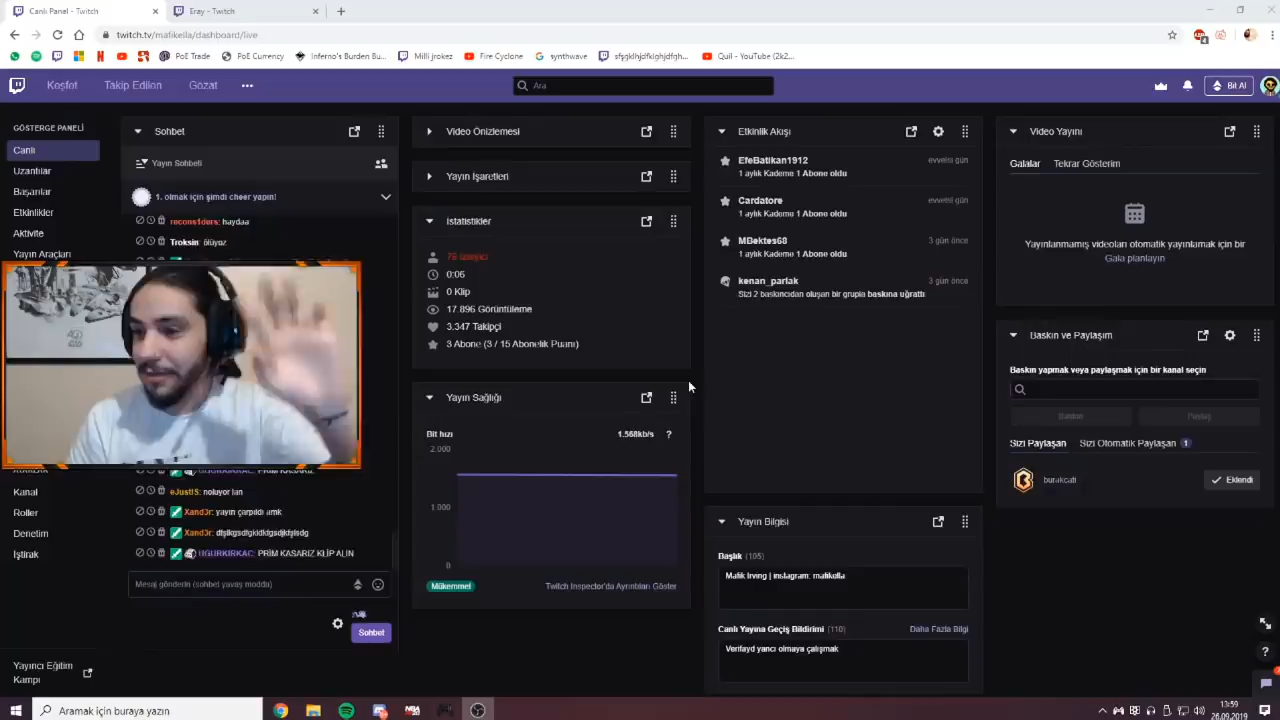 Canlı Panel - Twitch
Eray - Twitch
twitch.tv/mafikella/dashboard/live
PoE Trade
PoE Currency
Inferno's Burden Bu...
Milli jrokez
Fire Cyclone
synthwave
sfgsklhjdfklghjdfgh...
Quil - YouTube (2k2...
Keşfet
Takip Edilen
Gözat
Ara
Bit Al
GÖSTERGE PANELİ
Canlı
Uzantılar
Başarılar
Etkinlikler
Aktivite
Yayın Araçları
Kanal
Roller
Denetim
İştirak
Yayıncı Eğitim
Kampı
Sohbet
Yayın Sohbeti
1. olmak için şimdi cheer yapın!
recons1ders: haydaa
Troksin: ölüyoz
UGURKIRKAC: PRİM KASARIZ
eJustIS: noluyor lan
Xand3r: yayın çarpıldı amk
Xand3r:
UGURKIRKAC: PRİM KASARIZ KLİP ALIN
Mesaj gönderin (sohbet yavaş modda)
Sohbet
Video Önizlemesi
Yayın İşaretleri
İstatistikler
0:06
0 Klip
17.896 Görüntüleme
3.347 Takipçi
3 Abone (3 / 15 Abonelik Puanı)
Yayın Sağlığı
Bit hızı
1.568kb/s
?
2.000
1.000
0
Mükemmel
Twitch Inspector'da Ayrıntıları Göster
Etkinlik Akışı
EfeBatikan1912
evvelsi gün
1 aylık Kademe 1 Abone oldu
Cardatore
evvelsi gün
1 aylık Kademe 1 Abone oldu
MBektes68
3 gün önce
1 aylık Kademe 1 Abone oldu
kenan_parlak
3 gün önce
Sizi 2 baskıncıdan oluşan bir grupla baskına uğrattı
Yayın Bilgisi
Başlık (105)
Canlı Yayına Geçiş Bildirimi (110)
Daha Fazla Bilgi
Verifayd yancı olmaya çalışmak
Video Yayını
Galalar
Tekrar Gösterim
Yayınlanmamış videoları otomatik yayınlamak için bir
Gala planlayın
Baskın ve Paylaşım
Baskın yapmak veya paylaşmak için bir kanal seçin
Baskın
Paylaş
Sizi Paylaşan
Sizi Otomatik Paylaşan 1
burakcati
Eklendi
?
Aramak için buraya yazın
13:59
26.09.2019